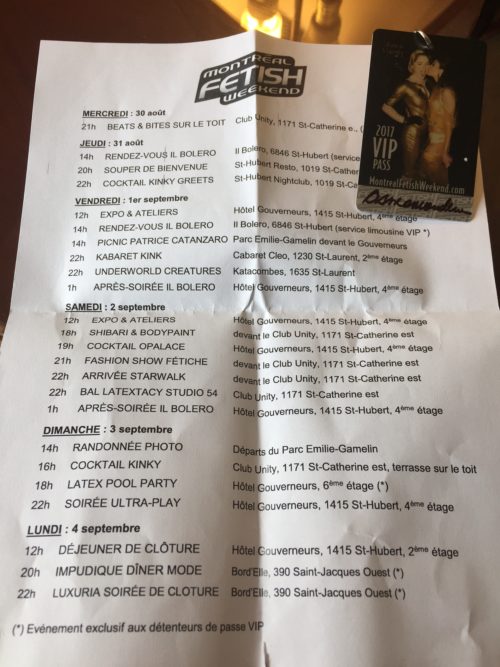 MONTREAL
FETISH
WEEKEND
MERCREDI : 30 août
21h BEATS & BITES SUR LE TOIT Club Unity, 1171 St-Catherine e., (
JEUDI : 31 août
14h RENDEZ-VOUS IL BOLERO Il Bolero, 6846 St-Hubert (service
20h SOUPER DE BIENVENUE St-Hubert Resto, 1019 St-Cat
22h COCKTAIL KINKY GREETS St-Hubert Nightclub, 1019 St-Ca
VENDREDI : 1er septembre
12h EXPO & ATELIERS Hôtel Gouverneurs, 1415 St-Hubert, 4ème étage
14h RENDEZ-VOUS IL BOLERO Il Bolero, 6846 St-Hubert (service limousine VIP *)
14h PICNIC PATRICE CATANZARO Parc Emilie-Gamelin devant le Gouverneurs
22h KABARET KINK Cabaret Cleo, 1230 St-Laurent, 2ème étage
22h UNDERWORLD CREATURES Katacombes, 1635 St-Laurent
1h APRÈS-SOIRÉE IL BOLERO Hôtel Gouverneurs, 1415 St-Hubert, 4ème étage
SAMEDI : 2 septembre
12h EXPO & ATELIERS Hôtel Gouverneurs, 1415 St-Hubert, 4ème étage
18h SHIBARI & BODYPAINT devant le Club Unity, 1171 St-Catherine est
19h COCKTAIL OPALACE Hôtel Gouverneurs, 1415 St-Hubert, 4ème étage
21h FASHION SHOW FÉTICHE devant le Club Unity, 1171 St-Catherine est
22h ARRIVÉE STARWALK devant le Club Unity, 1171 St-Catherine est
22h BAL LATEXTACY STUDIO 54 Club Unity, 1171 St-Catherine est
1h APRÈS-SOIRÉE IL BOLERO Hôtel Gouverneurs, 1415 St-Hubert, 4ème étage
DIMANCHE : 3 septembre
14h RANDONNÉE PHOTO Départs du Parc Emilie-Gamelin
16h COCKTAIL KINKY Club Unity, 1171 St-Catherine est, terrasse sur le toit
18h LATEX POOL PARTY Hôtel Gouverneurs, 6ème étage (*)
22h SOIRÉE ULTRA-PLAY Hôtel Gouverneurs, 1415 St-Hubert, 4ème étage
LUNDI : 4 septembre
12h DÉJEUNER DE CLÔTURE Hôtel Gouverneurs, 1415 St-Hubert, 2ème étage
20h IMPUDIQUE DÎNER MODE Bord'Elle, 390 Saint-Jacques Ouest (*)
22h LUXURIA SOIRÉE DE CLOTURE Bord'Elle, 390 Saint-Jacques Ouest (*)
(*) Evénement exclusif aux détenteurs de passe VIP
2017
VIP
PASS
MontrealFetishWeekend.com